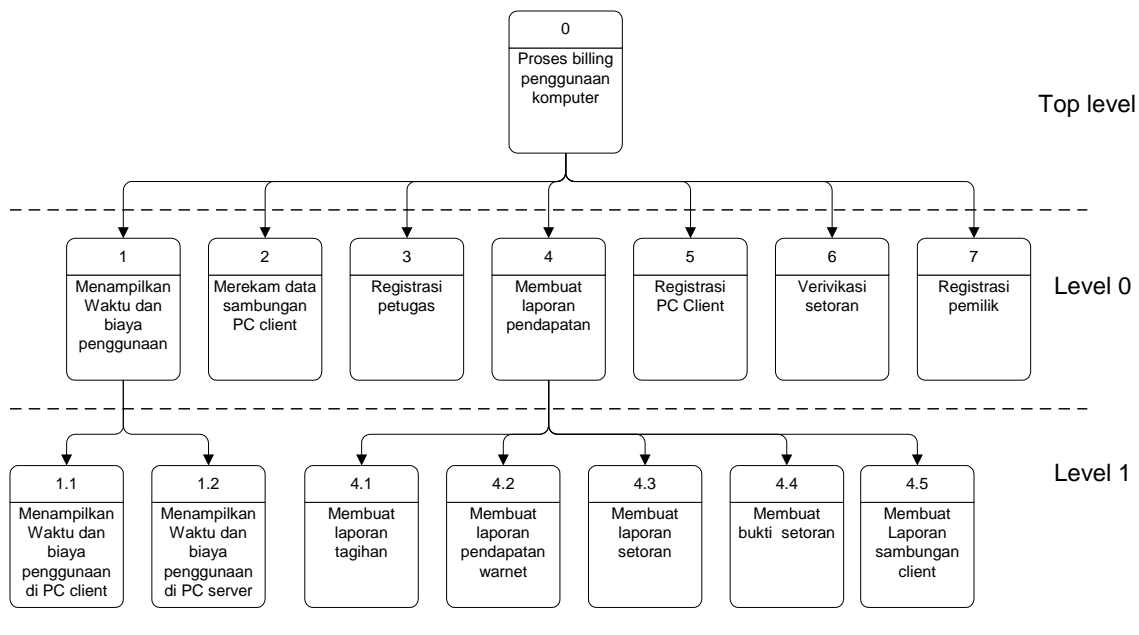 0
Proses billing
penggunaan
komputer
Top level
1
Menampilkan
Waktu dan
biaya
penggunaan
2
Merekam data
sambungan
PC client
3
Registrasi
petugas
4
Membuat
laporan
pendapatan
5
Registrasi
PC Client
6
Verivikasi
setoran
7
Registrasi
pemilik
Level 0
1.1
Menampilkan
Waktu dan
biaya
penggunaan
di PC client
1.2
Menampilkan
Waktu dan
biaya
penggunaan
di PC server
4.1
Membuat
laporan
tagihan
4.2
Membuat
laporan
pendapatan
warnet
4.3
Membuat
laporan
setoran
4.4
Membuat
bukti setoran
4.5
Membuat
Laporan
sambungan
client
Level 1